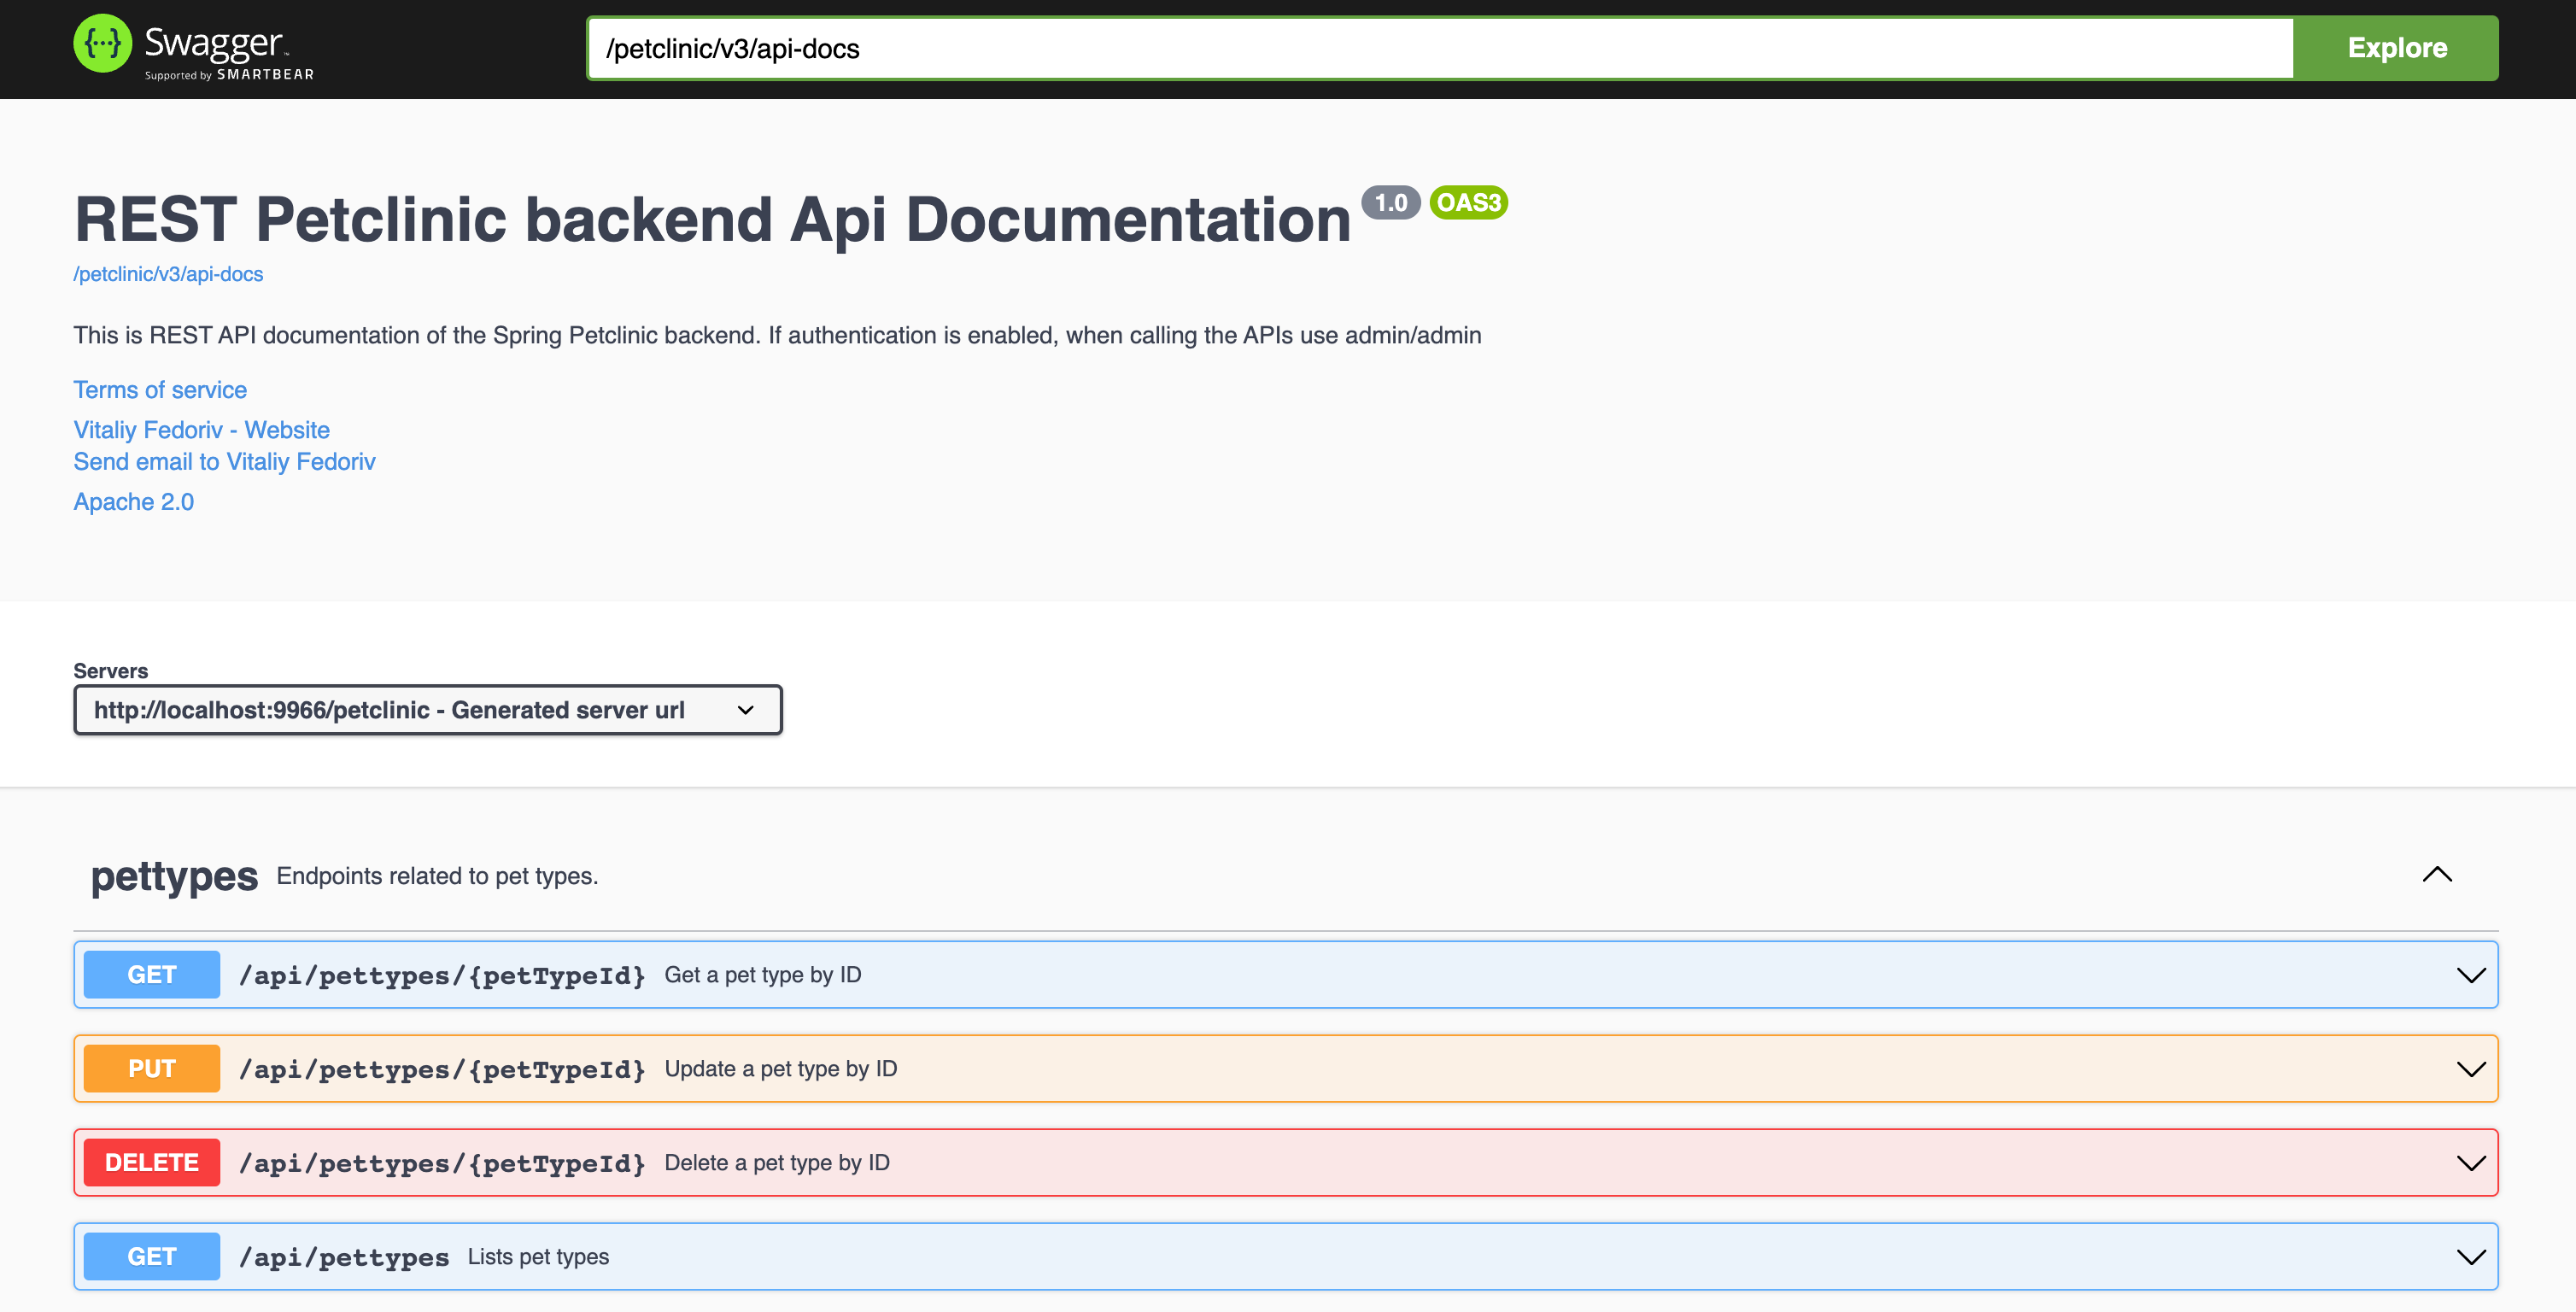 Swagger™
Supported by SMARTBEAR
/petclinic/v3/api-docs
Explore
REST Petclinic backend Api Documentation 1.0 OAS3
/petclinic/v3/api-docs
This is REST API documentation of the Spring Petclinic backend. If authentication is enabled, when calling the APIs use admin/admin
Terms of service
Vitaliy Fedoriv - Website
Send email to Vitaliy Fedoriv
Apache 2.0
Servers
http://localhost:9966/petclinic - Generated server url
pettypes Endpoints related to pet types.
GET /api/pettypes/{petTypeId} Get a pet type by ID
PUT /api/pettypes/{petTypeId} Update a pet type by ID
DELETE /api/pettypes/{petTypeId} Delete a pet type by ID
GET /api/pettypes Lists pet types